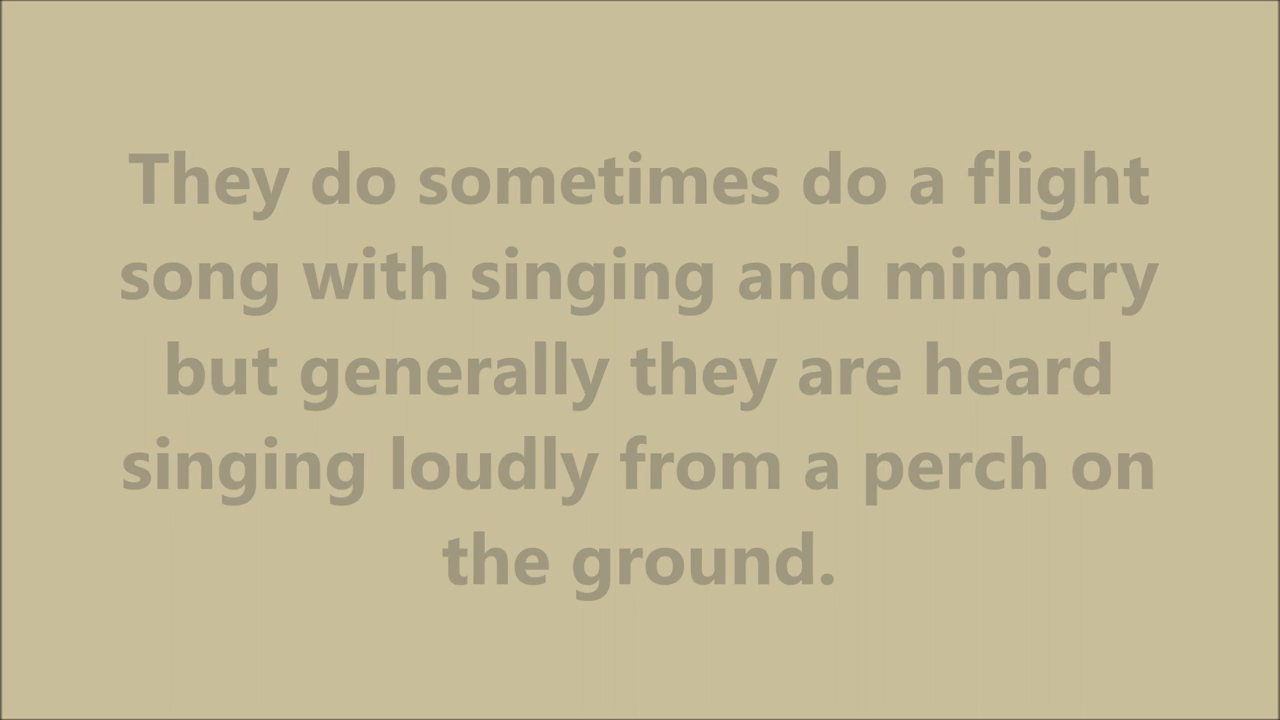 They do sometimes do a flight
song with singing and mimicry
but generally they are heard
singing loudly from a perch on
the ground.